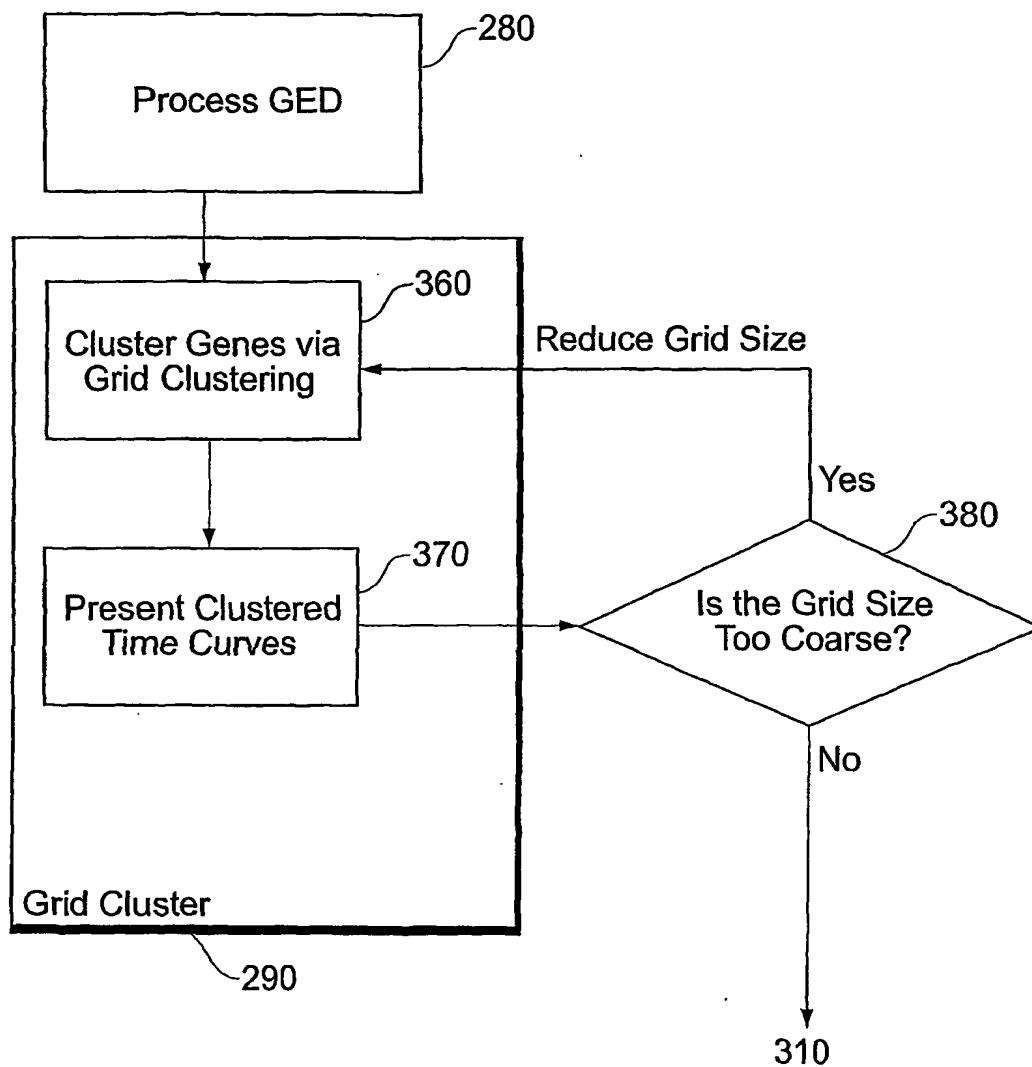 280
Process GED
360
Cluster Genes via
Grid Clustering
Reduce Grid Size
Yes
380
370
Present Clustered
Time Curves
Is the Grid Size
Too Coarse?
No
Grid Cluster
290
310